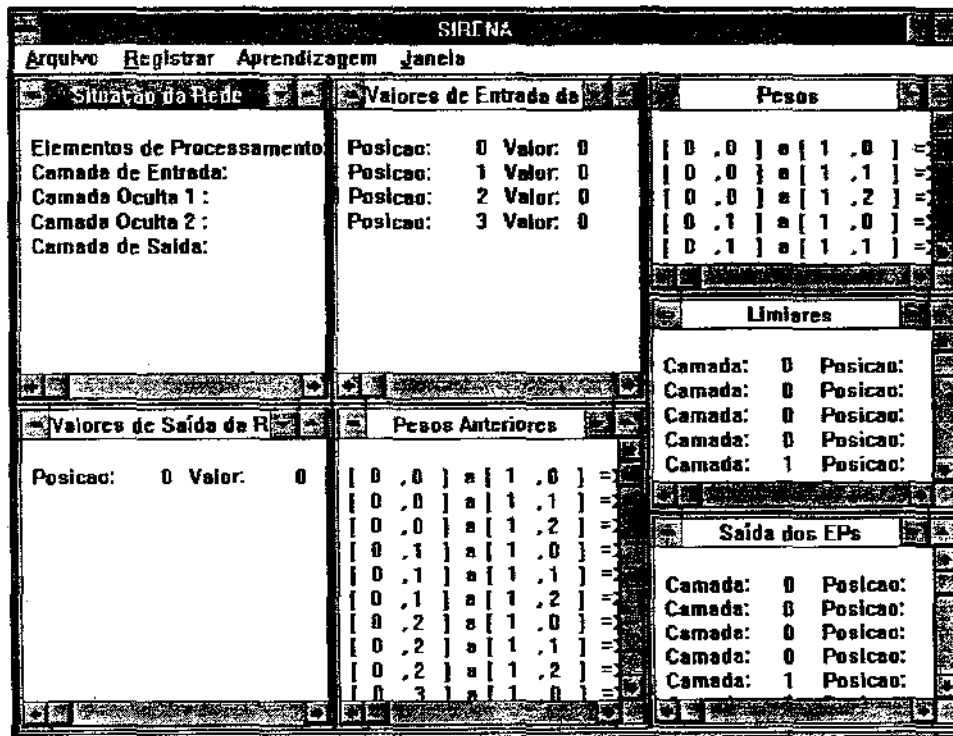 SIRENA
Arquivo Registrar Aprendizagem Janela
Situação da Rede
Elementos de Processamento:
Camada de Entrada:
Camada Oculta 1 :
Camada Oculta 2 :
Camada de Saída:
Valores de Entrada da
Posicao: 0 Valor: 0
Posicao: 1 Valor: 0
Posicao: 2 Valor: 0
Posicao: 3 Valor: 0
Pesos
[ 0 ,0 ] a [ 1 ,0 ] =>
[ 0 ,0 ] a [ 1 ,1 ] =>
[ 0 ,0 ] a [ 1 ,2 ] =>
[ 0 ,1 ] a [ 1 ,0 ] =>
[ 0 ,1 ] a [ 1 ,1 ] =>
Limiares
Camada: 0 Posicao:
Camada: 0 Posicao:
Camada: 0 Posicao:
Camada: 0 Posicao:
Camada: 1 Posicao:
Valores de Saída da R
Posicao: 0 Valor: 0
Pesos Anteriores
[ 0 ,0 ] a [ 1 ,0 ] =>
[ 0 ,0 ] a [ 1 ,1 ] =>
[ 0 ,0 ] a [ 1 ,2 ] =>
[ 0 ,1 ] a [ 1 ,0 ] =>
[ 0 ,1 ] a [ 1 ,1 ] =>
[ 0 ,1 ] a [ 1 ,2 ] =>
[ 0 ,2 ] a [ 1 ,0 ] =>
[ 0 ,2 ] a [ 1 ,1 ] =>
[ 0 ,2 ] a [ 1 ,2 ] =>
[ 0 ,3 ] a [ 1 ,0 ] =>
Saída dos EPs
Camada: 0 Posicao:
Camada: 0 Posicao:
Camada: 0 Posicao:
Camada: 0 Posicao:
Camada: 1 Posicao: